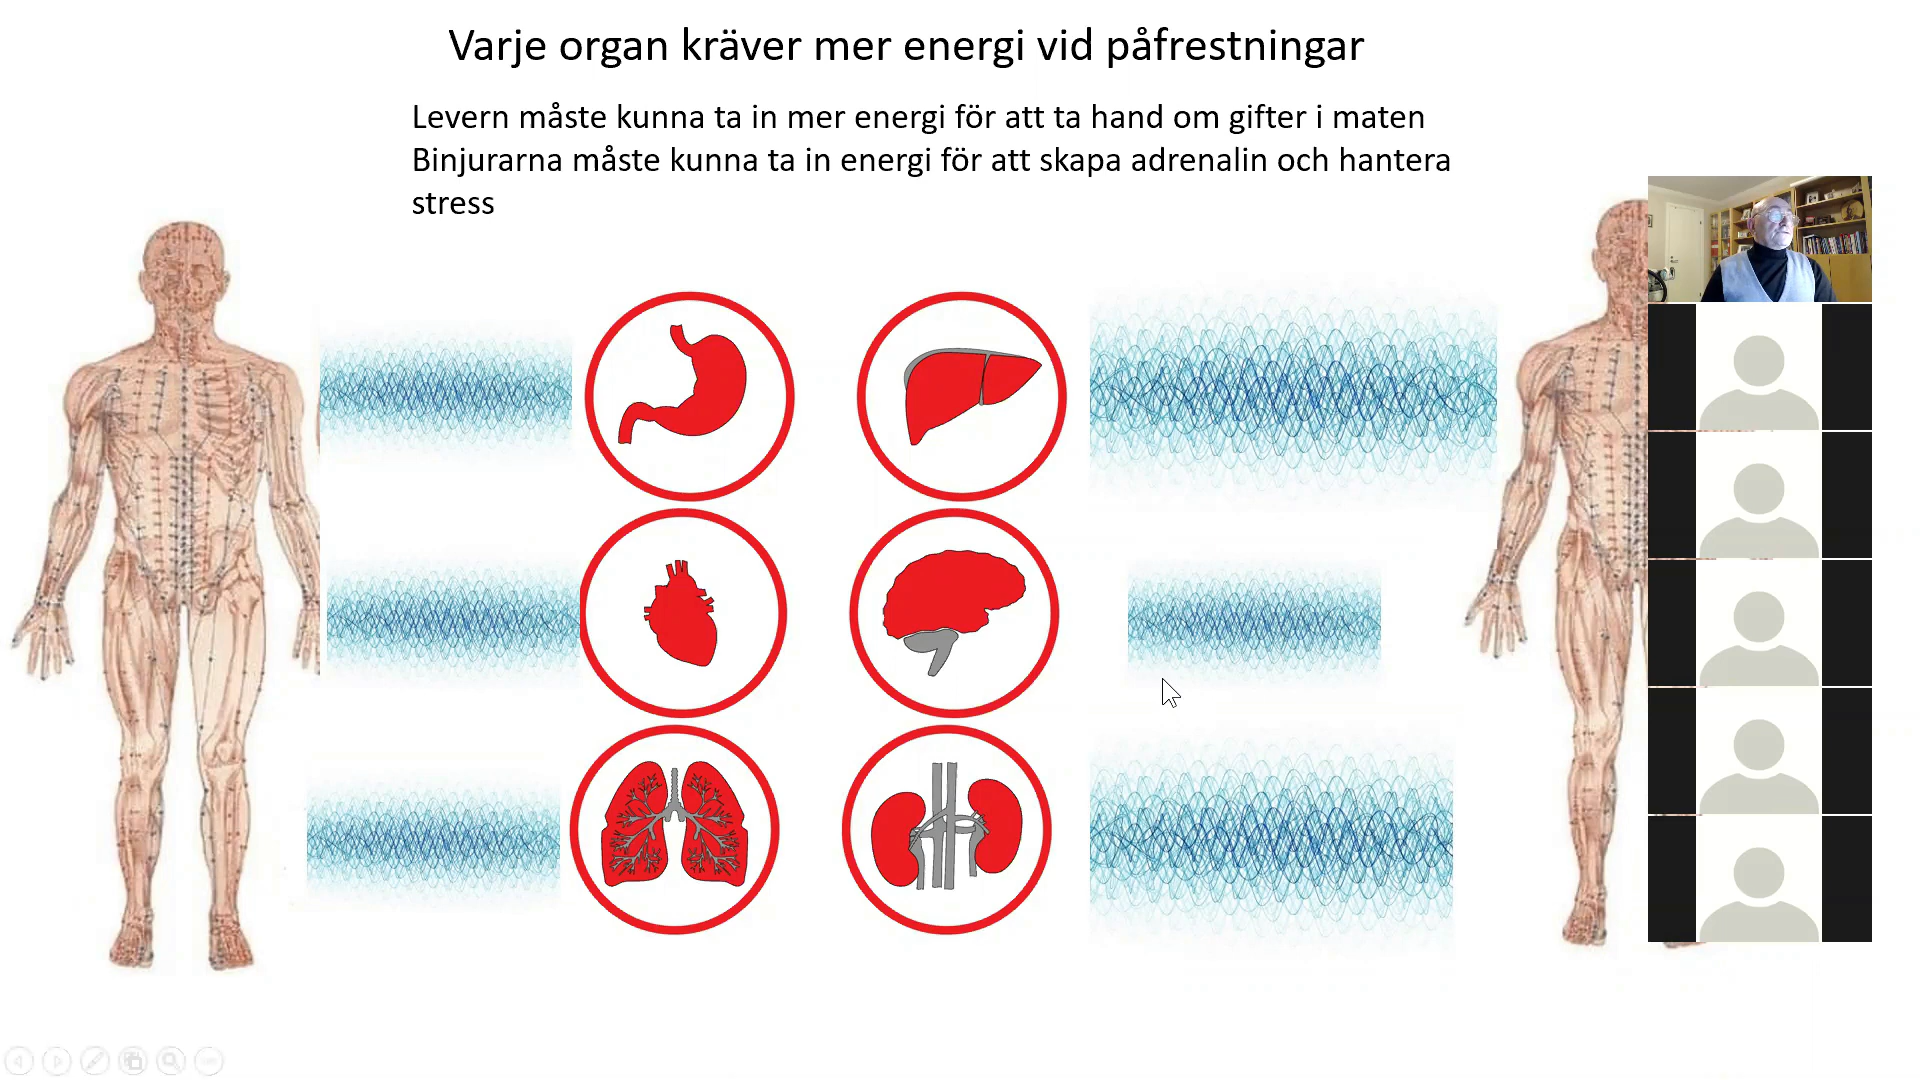 Varje organ kräver mer energi vid påfrestningar
Levern måste kunna ta in mer energi för att ta hand om gifter i maten
Binjurarna måste kunna ta in energi för att skapa adrenalin och hantera
stress